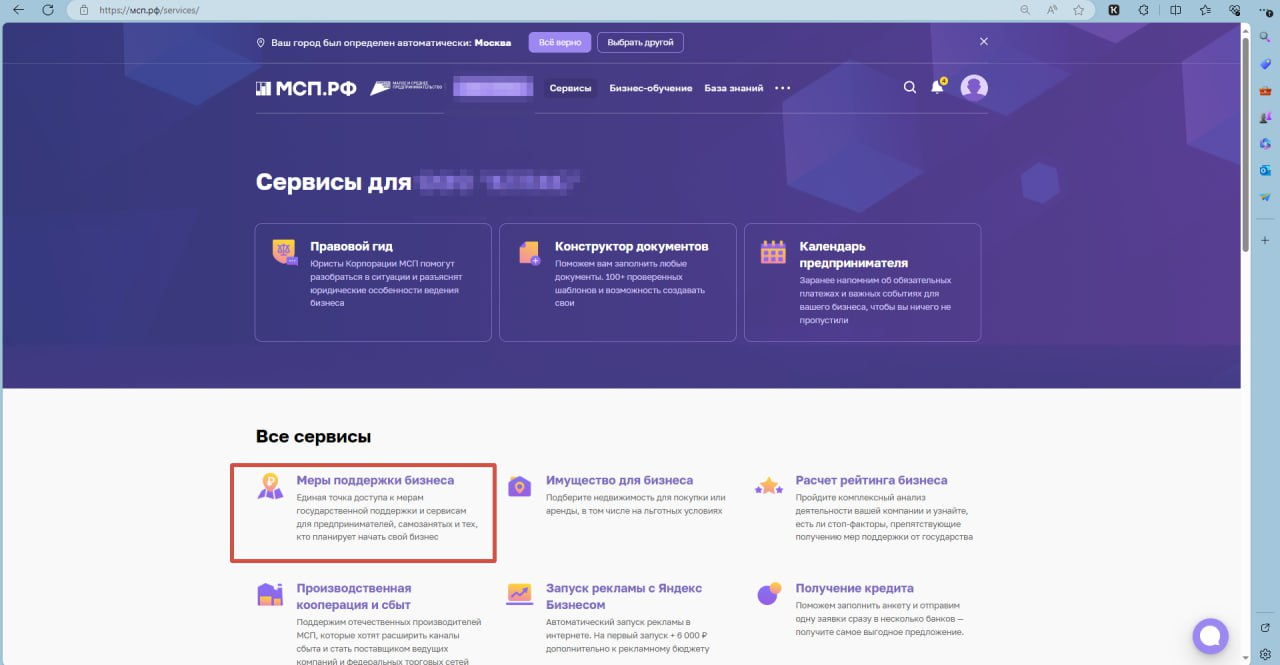 https://мсп.рф/services/
Ваш город был определен автоматически: Москва
Всё верно
Выбрать другой
МСП.РФ
МАЛОЕ И СРЕДНЕЕ
ПРЕДПРИНИМАТЕЛЬСТВО
Сервисы
Бизнес-обучение
База знаний
4
Сервисы для
Правовой гид
Юристы Корпорации МСП помогут
разобраться в ситуации и разъяснят
юридические особенности ведения
бизнеса
Конструктор документов
Поможем вам заполнить любые
документы. 100+ проверенных
шаблонов и возможность создавать
свои
Календарь
предпринимателя
Заранее напомним об обязательных
платежах и важных событиях для
вашего бизнеса, чтобы вы ничего не
пропустили
Все сервисы
Меры поддержки бизнеса
Единая точка доступа к мерам
государственной поддержки и сервисам
для предпринимателей, самозанятых и тех,
кто планирует начать свой бизнес
Имущество для бизнеса
Подберите недвижимость для покупки или
аренды, в том числе на льготных условиях
Расчет рейтинга бизнеса
Пройдите комплексный анализ
деятельности вашей компании и узнайте,
есть ли стоп-факторы, препятствующие
получению мер поддержки от государства
Производственная
кооперация и сбыт
Поддержим отечественных производителей
МСП, которые хотят расширить каналы
сбыта и стать поставщиком ведущих
компаний и федеральных торговых сетей
Запуск рекламы с Яндекс
Бизнесом
Автоматический запуск рекламы в
интернете. На первый запуск + 6 000 ₽
дополнительно к рекламному бюджету
Получение кредита
Поможем заполнить анкету и отправим
одну заявки сразу в несколько банков —
получите самое выгодное предложение.